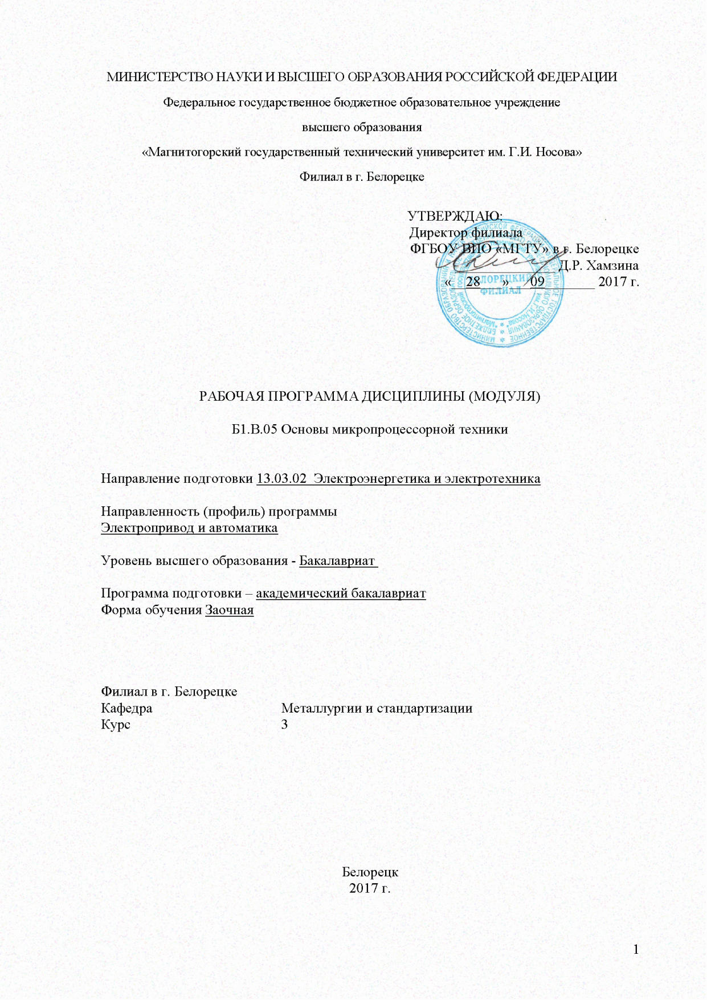 МИНИСТЕРСТВО НАУКИ И ВЫСШЕГО ОБРАЗОВАНИЯ РОССИЙСКОЙ ФЕДЕРАЦИИ
Федеральное государственное бюджетное образовательное учреждение
высшего образования
«Магнитогорский государственный технический университет им. Г.И. Носова»
Филиал в г. Белорецке
УТВЕРЖДАЮ:
Директор филиала
ФГБОУ ВПО «МГТУ» в г. Белорецке
Д.Р. Хамзина
« 28 » 09 2017 г.
БЕЛОРЕЦКИЙ
ФИЛИАЛ
РАБОЧАЯ ПРОГРАММА ДИСЦИПЛИНЫ (МОДУЛЯ)
Б1.В.05 Основы микропроцессорной техники
Направление подготовки 13.03.02 Электроэнергетика и электротехника
Направленность (профиль) программы
Электропривод и автоматика
Уровень высшего образования - Бакалавриат
Программа подготовки – академический бакалавриат
Форма обучения Заочная
Филиал в г. Белорецке
Кафедра Металлургии и стандартизации
Курс 3
Белорецк
2017 г.
1